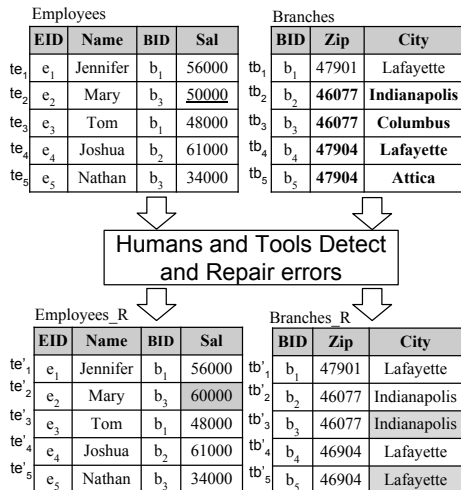 Employees
EID Name BID Sal
te1 e1 Jennifer b1 56000
te2 e2 Mary b3 50000
te3 e3 Tom b1 48000
te4 e4 Joshua b2 61000
te5 e5 Nathan b3 34000
Branches
BID Zip City
tb1 b1 47901 Lafayette
tb2 b2 46077 Indianapolis
tb3 b3 46077 Columbus
tb4 b4 47904 Lafayette
tb5 b5 47904 Attica
Humans and Tools Detect
and Repair errors
Employees_R
EID Name BID Sal
te'1 e1 Jennifer b1 56000
te'2 e2 Mary b3 60000
te'3 e3 Tom b1 48000
te'4 e4 Joshua b2 61000
te'5 e5 Nathan b3 34000
Branches_R
BID Zip City
tb'1 b1 47901 Lafayette
tb'2 b2 46077 Indianapolis
tb'3 b3 46077 Indianapolis
tb'4 b4 46904 Lafayette
tb'5 b5 46904 Lafayette